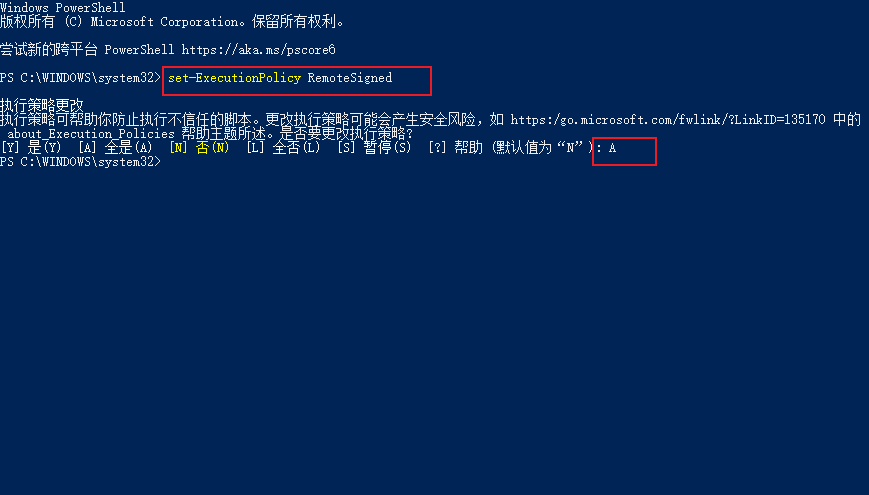 Windows PowerShell
版权所有 (C) Microsoft Corporation。保留所有权利。
尝试新的跨平台 PowerShell https://aka.ms/pscore6
PS C:\WINDOWS\system32> set-ExecutionPolicy RemoteSigned
执行策略更改
执行策略可帮助你防止执行不信任的脚本。更改执行策略可能会产生安全风险，如 https:/go.microsoft.com/fwlink/?LinkID=135170 中的
about_Execution_Policies 帮助主题所述。是否要更改执行策略?
[Y] 是(Y)  [A] 全是(A)  [N] 否(N)  [L] 全否(L)  [S] 暂停(S)  [?] 帮助 (默认值为“N”): A
PS C:\WINDOWS\system32>